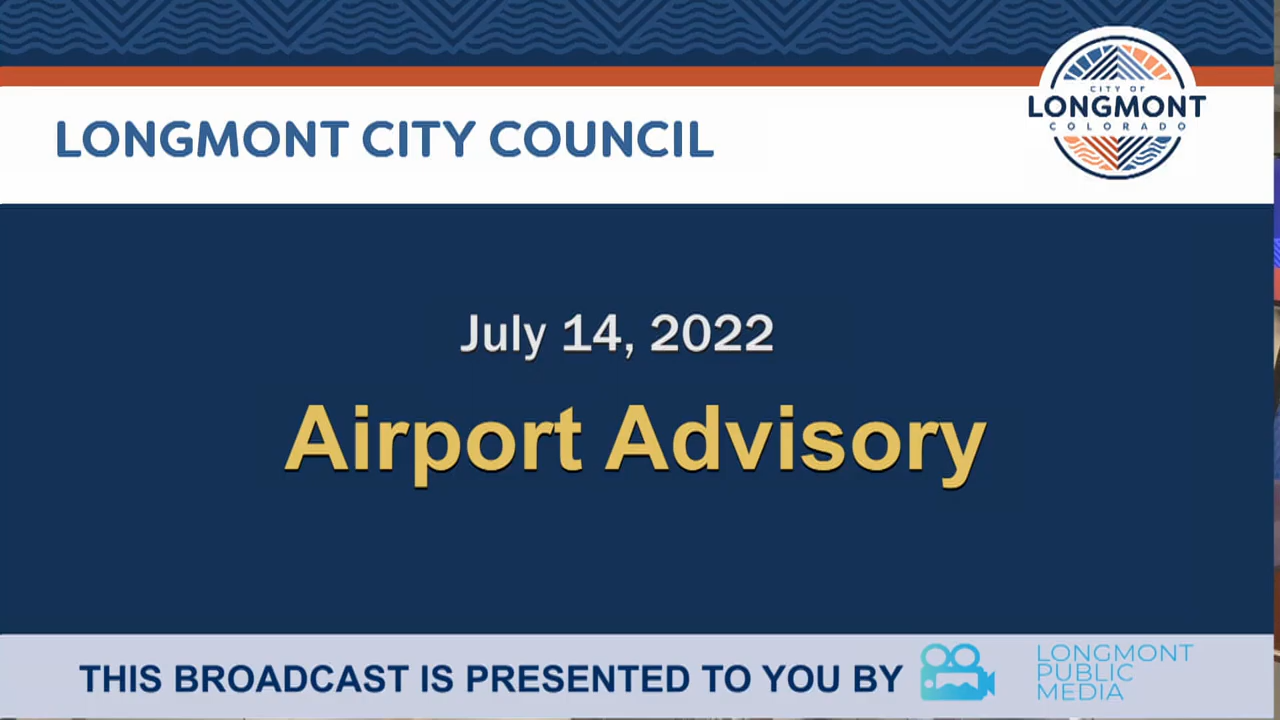 CITY OF
LONGMONT
COLORADO
LONGMONT CITY COUNCIL
July 14, 2022
Airport Advisory
THIS BROADCAST IS PRESENTED TO YOU BY
LONGMONT
PUBLIC
MEDIA